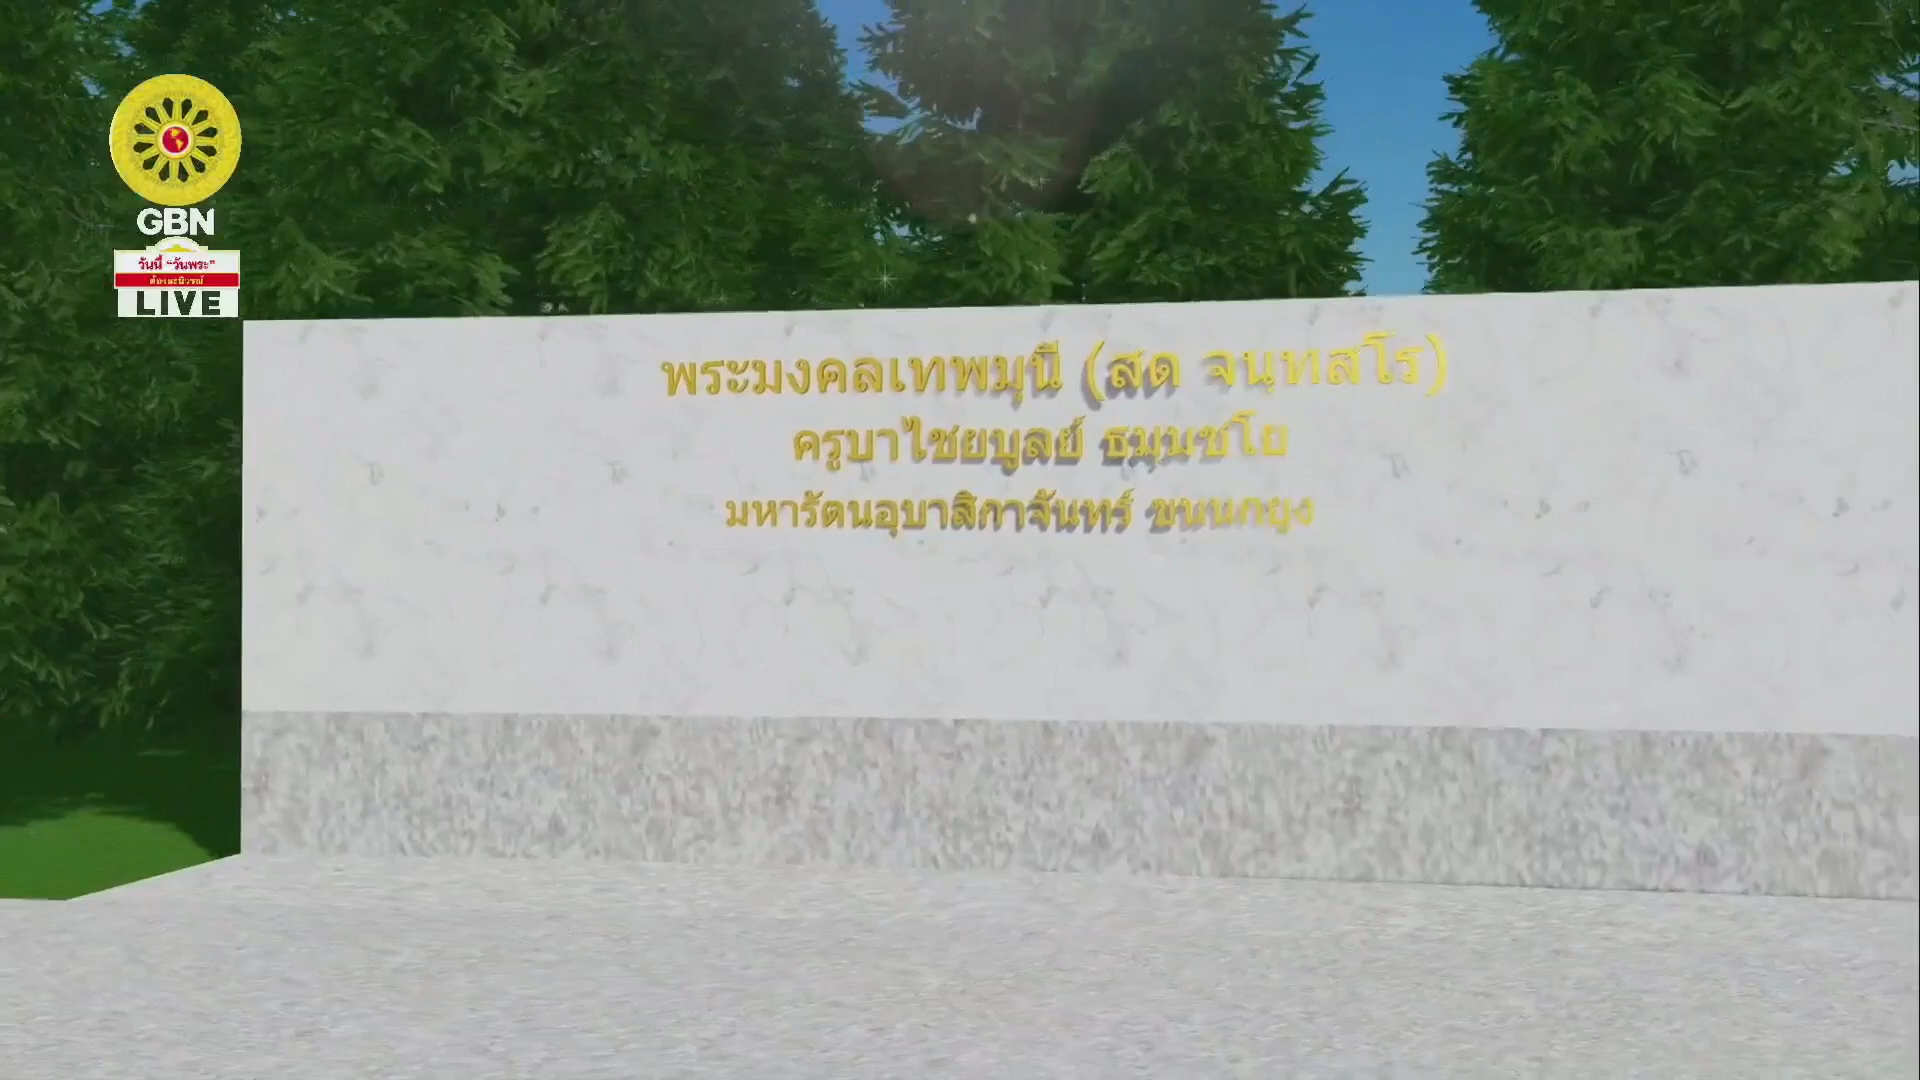 GBN
วันนี้ "วันพระ"
LIVE
พระมงคลเทพมุนี (สด จนฺทสโร)
ครูบาไชยบูลย์ ธมฺมชโย
มหารัตนอุบาสิกาจันทร์ ขนนกยูง